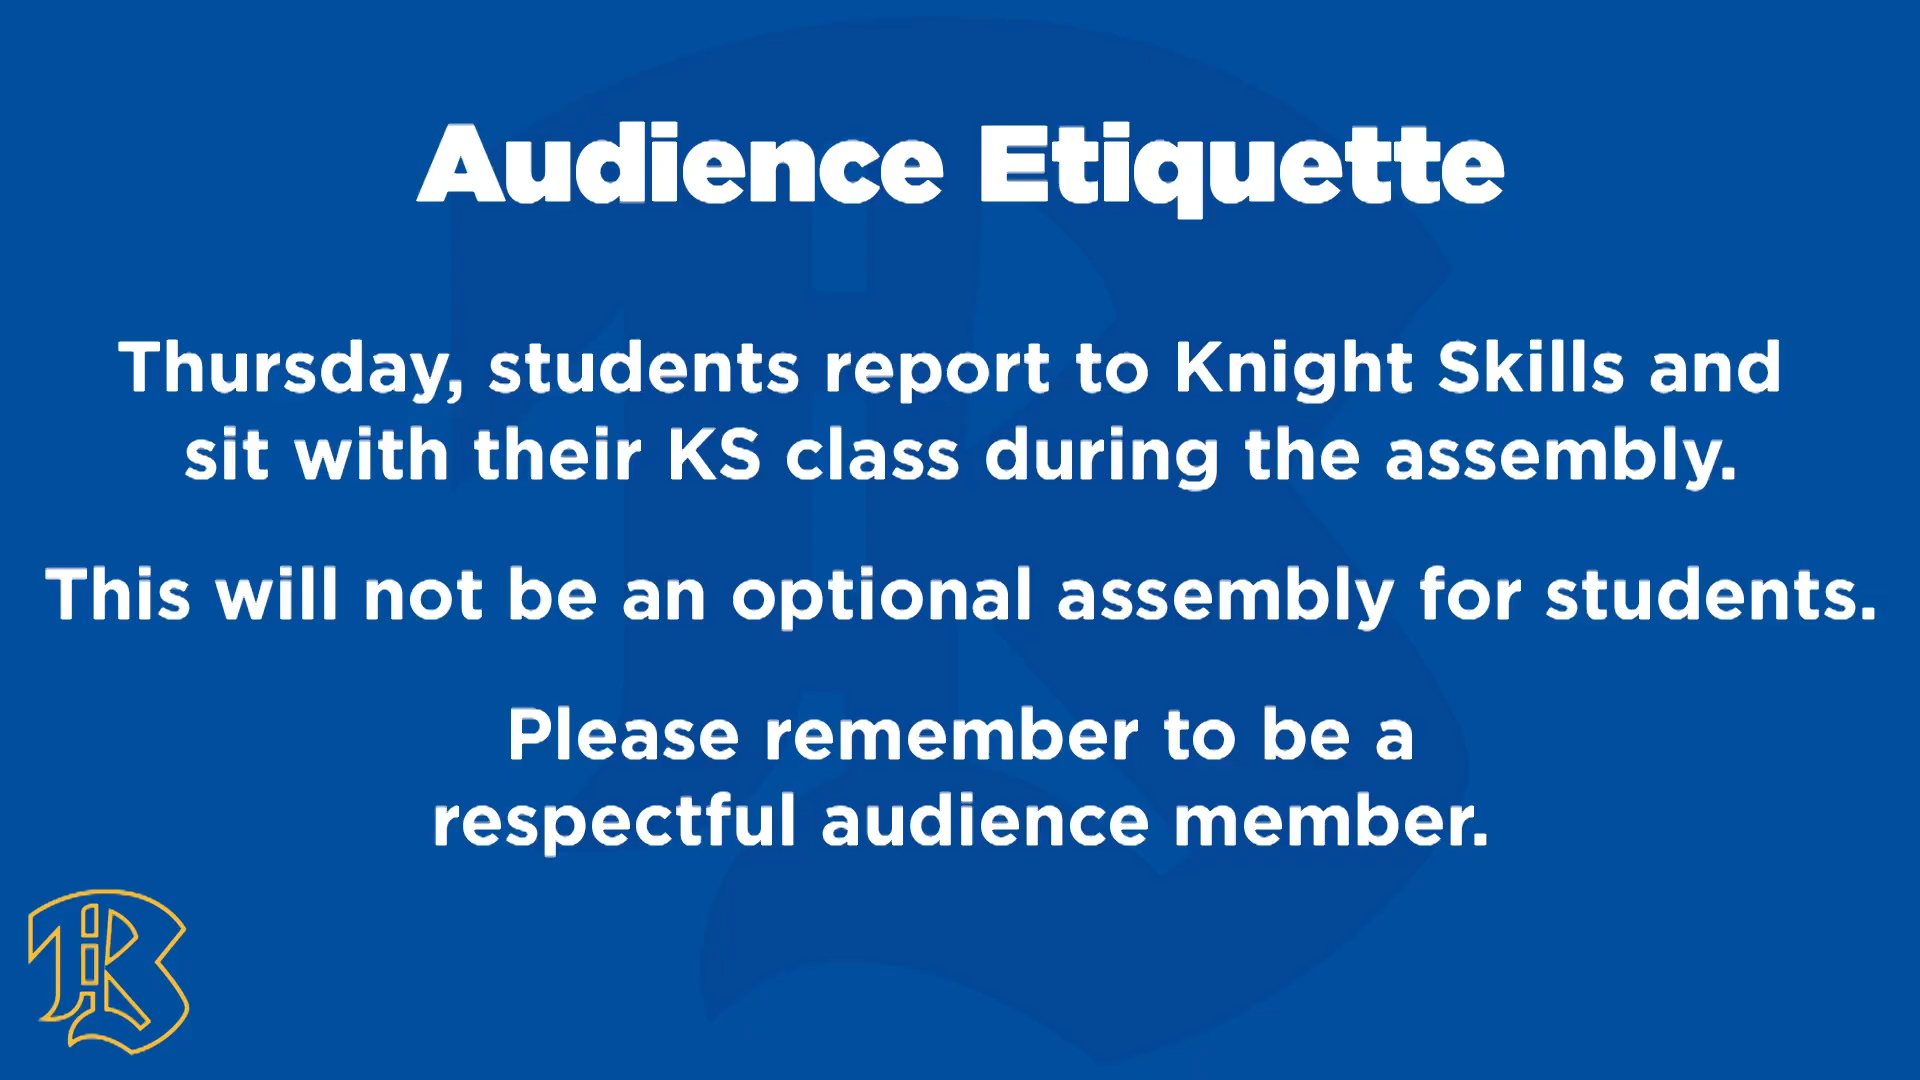 Audience Etiquette
Thursday, students report to Knight Skills and
sit with their KS class during the assembly.
This will not be an optional assembly for students.
Please remember to be a
respectful audience member.
B